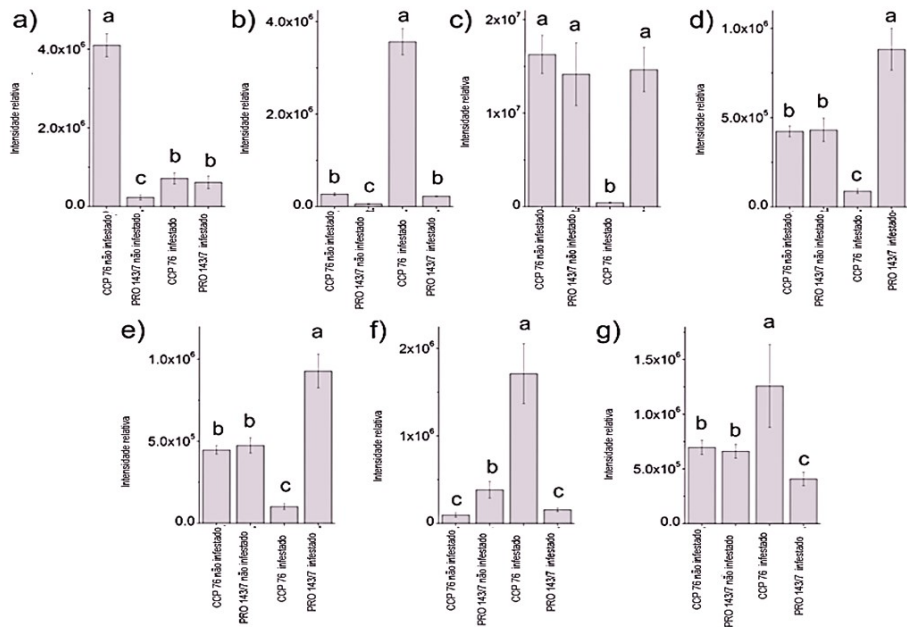 a)
a
4.0x10⁶
2.0x10⁶
0.0
Intensidade relativa
c
b
b
CCP 76 não infestado
PRO 143/7 não infestado
CCP 76 infestado
PRO 143/7 infestado
b)
a
4.0x10⁶
2.0x10⁶
0.0
Intensidade relativa
b
c
b
CCP 76 não infestado
PRO 143/7 não infestado
CCP 76 infestado
PRO 143/7 infestado
c)
a
a
a
2x10⁷
1x10⁷
0
Intensidade relativa
b
CCP 76 não infestado
PRO 143/7 não infestado
CCP 76 infestado
PRO 143/7 infestado
d)
a
1.0x10⁶
5.0x10⁵
0.0
Intensidade relativa
b
b
c
CCP 76 não infestado
PRO 143/7 não infestado
CCP 76 infestado
PRO 143/7 infestado
e)
a
1.0x10⁶
5.0x10⁵
0.0
Intensidade relativa
b
b
c
CCP 76 não infestado
PRO 143/7 não infestado
CCP 76 infestado
PRO 143/7 infestado
f)
a
2x10⁶
1x10⁶
0
Intensidade relativa
c
b
c
CCP 76 não infestado
PRO 143/7 não infestado
CCP 76 infestado
PRO 143/7 infestado
g)
a
1.5x10⁶
1.0x10⁶
5.0x10⁵
0.0
Intensidade relativa
b
b
c
CCP 76 não infestado
PRO 143/7 não infestado
CCP 76 infestado
PRO 143/7 infestado